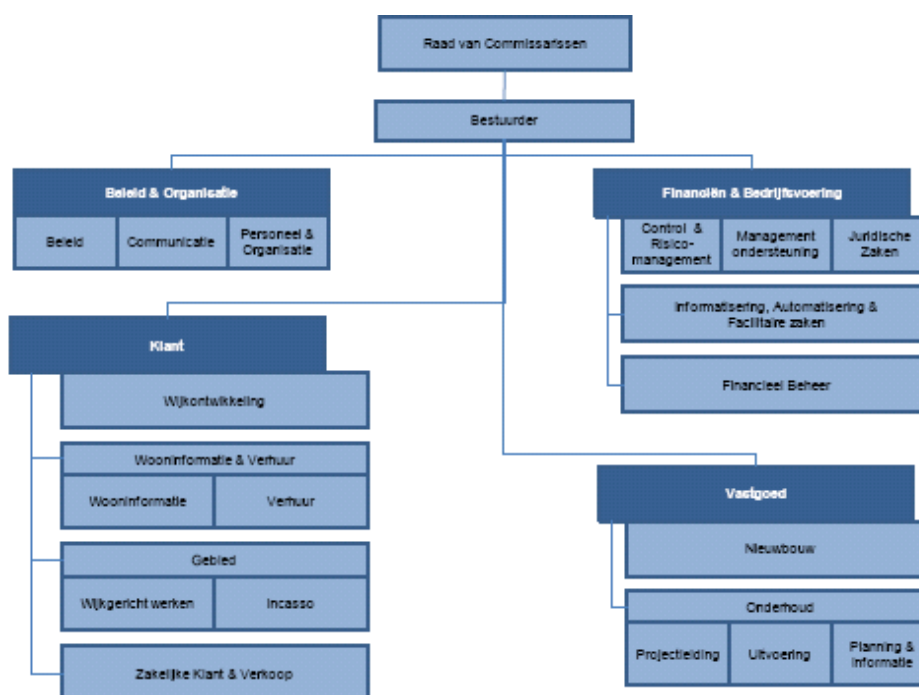 Raad van Commissarissen
Bestuurder
Beleid & Organisatie
Beleid
Communicatie
Personeel &
Organisatie
Financiën & Bedrijfsvoering
Control &
Risico-
management
Management
ondersteuning
Juridische
Zaken
Informatisering, Automatisering &
Facilitaire zaken
Financieel Beheer
Klant
Wijkontwikkeling
Wooninformatie & Verhuur
Wooninformatie
Verhuur
Gebied
Wijkgericht werken
Incasso
Zakelijke Klant & Verkoop
Vastgoed
Nieuwbouw
Onderhoud
Projectleiding
Uitvoering
Planning &
Informatie